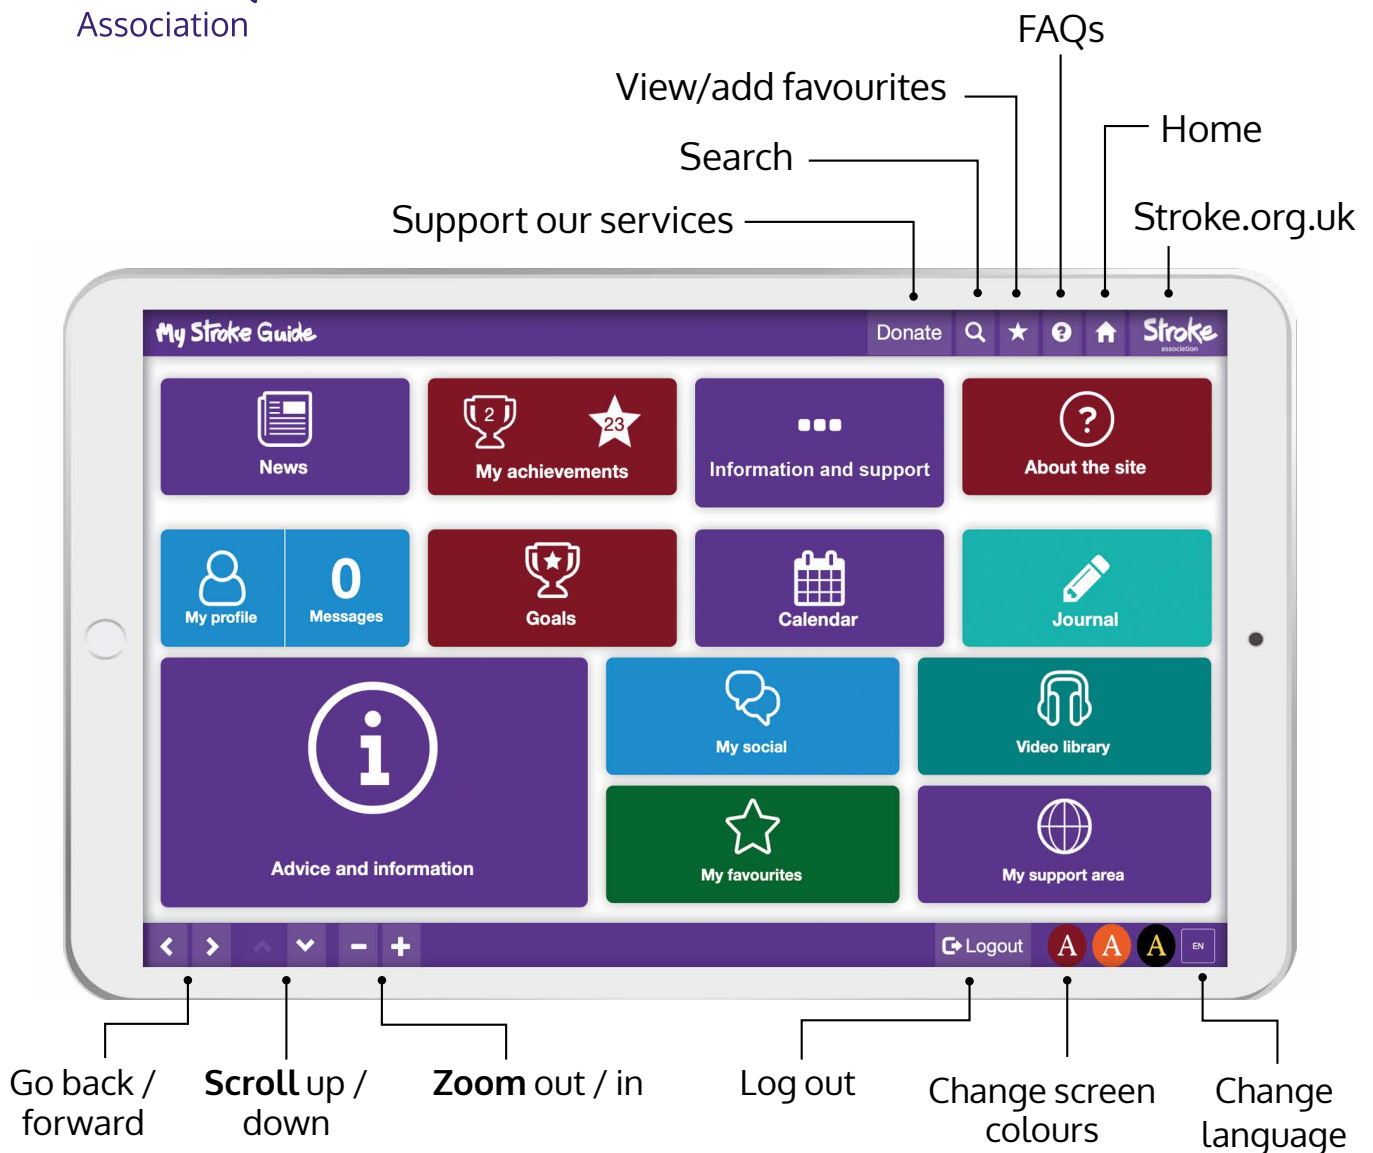 Association
FAQs
View/add favourites
Home
Search
Stroke.org.uk
Support our services
My Stroke Guide
Donate
Stroke
association
2
23
News
My achievements
Information and support
About the site
0
My profile
Messages
Goals
Calendar
Journal
My social
Video library
Advice and information
My favourites
My support area
Logout
A
A
A
EN
Go back /
forward
Scroll up /
down
Zoom out / in
Log out
Change screen
colours
Change
language